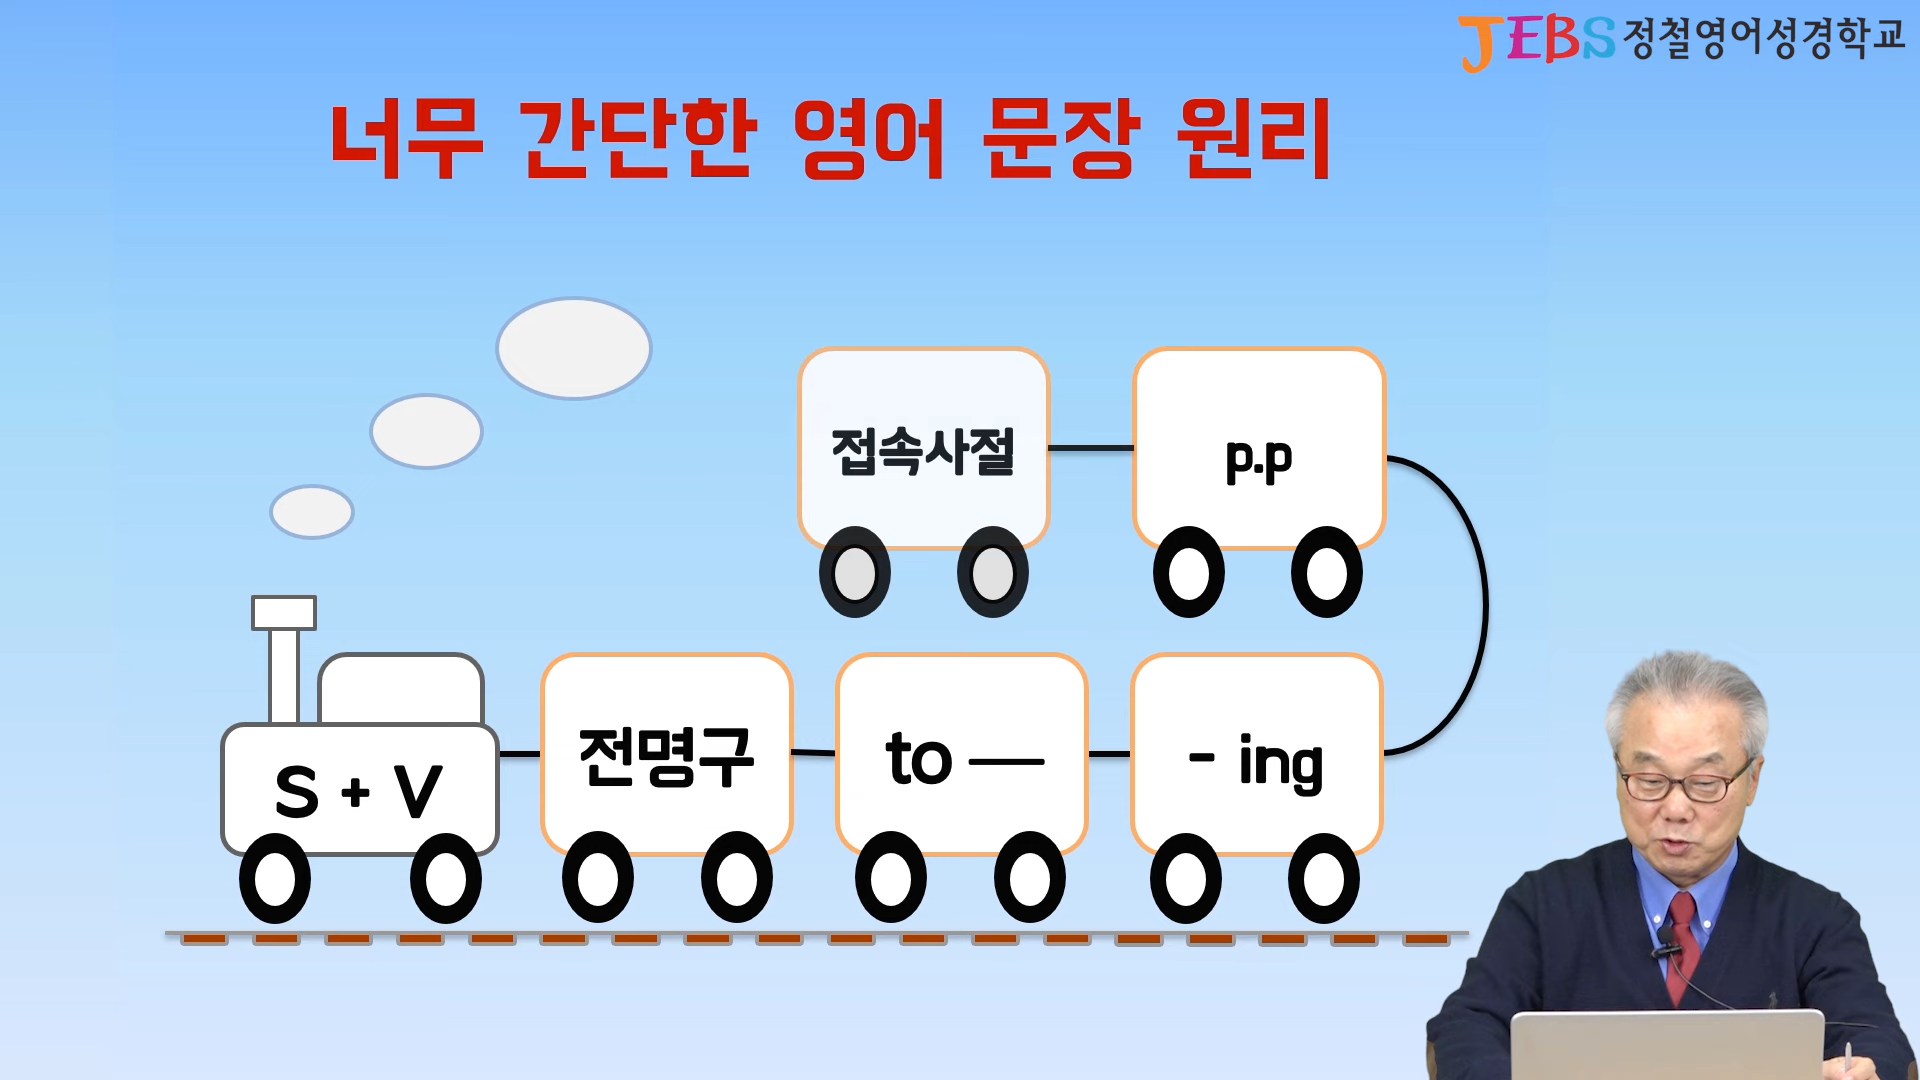 JEBS 정철영어성경학교
너무 간단한 영어 문장 원리
접속사절
p.p
S + V
전명구
to —
- ing